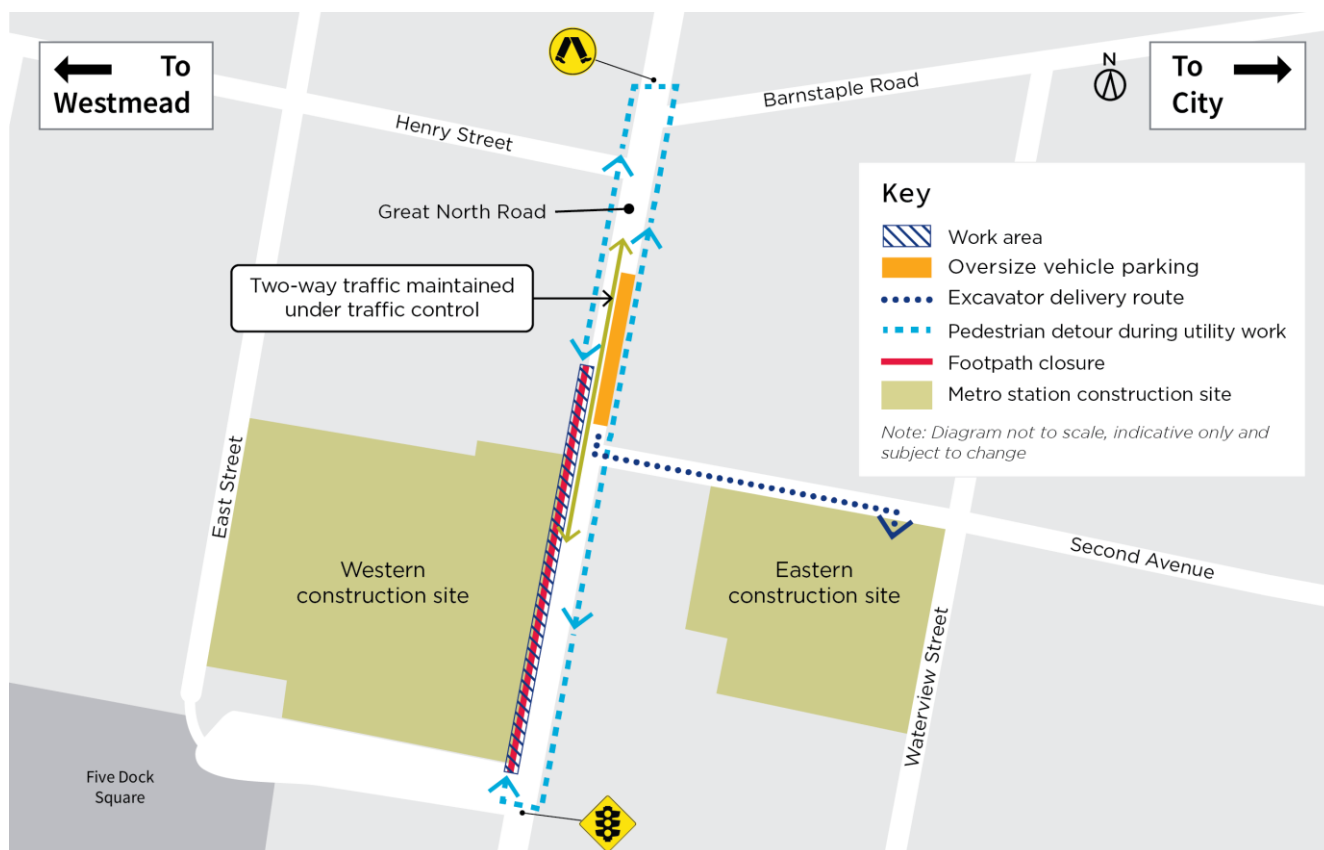 To
Westmead
N
To
City
Barnstaple Road
Henry Street
Great North Road
Key
Work area
Oversize vehicle parking
Excavator delivery route
Pedestrian detour during utility work
Footpath closure
Metro station construction site
Note: Diagram not to scale, indicative only and
subject to change
Two-way traffic maintained
under traffic control
East Street
Western
construction site
Eastern
construction site
Second Avenue
Waterview Street
Five Dock
Square